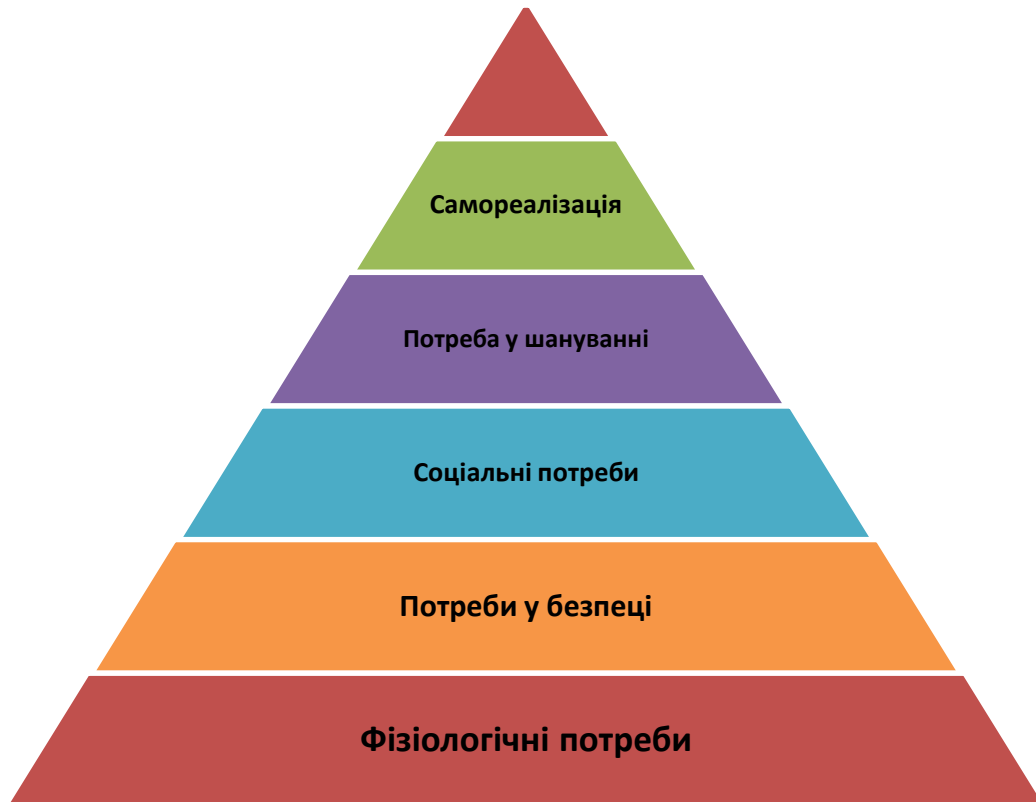 Самореалізація
Потреба у шануванні
Соціальні потреби
Потреби у безпеці
Фізіологічні потреби